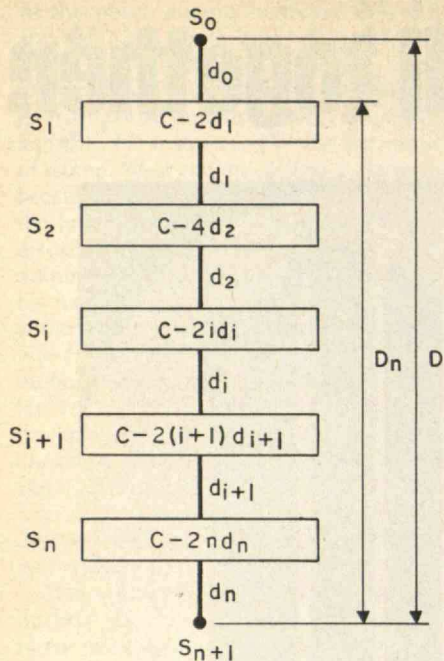 S₀
d₀
S₁ C-2d₁
d₁
S₂ C-4d₂
d₂
Sᵢ C-2idᵢ
dᵢ
Dₙ D
Sᵢ₊₁ C-2(i+1)dᵢ₊₁
dᵢ₊₁
Sₙ C-2ndₙ
dₙ
Sₙ₊₁